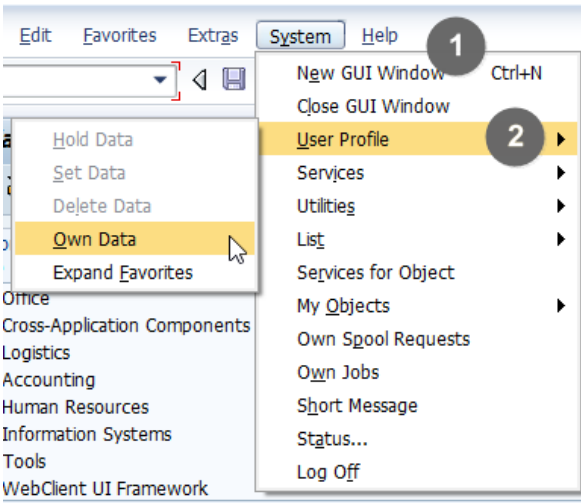 Edit Favorites Extras System Help
1
New GUI Window Ctrl+N
Close GUI Window
User Profile 2
Services
Utilities
List
Services for Object
My Objects
Own Spool Requests
Own Jobs
Short Message
Status...
Log Off
Hold Data
Set Data
Delete Data
Own Data
Expand Favorites
Office
Cross-Application Components
Logistics
Accounting
Human Resources
Information Systems
Tools
WebClient UI Framework